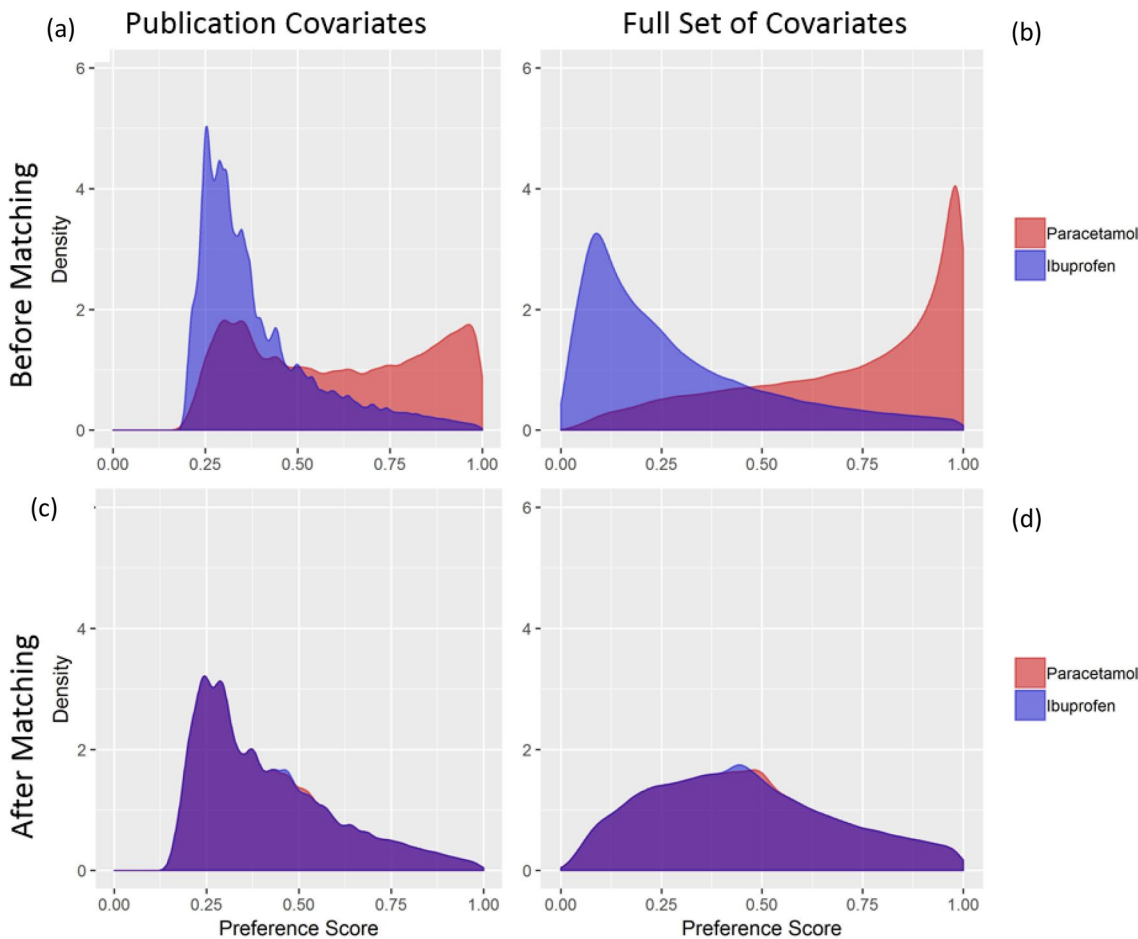 (a)
Publication Covariates
Full Set of Covariates
(b)
Before Matching
Density
6
4
2
0
0.00 0.25 0.50 0.75 1.00
6
4
2
0
0.00 0.25 0.50 0.75 1.00
Paracetamol
Ibuprofen
(c)
(d)
After Matching
Density
6
4
2
0
0.00 0.25 0.50 0.75 1.00
Preference Score
6
4
2
0
0.00 0.25 0.50 0.75 1.00
Preference Score
Paracetamol
Ibuprofen